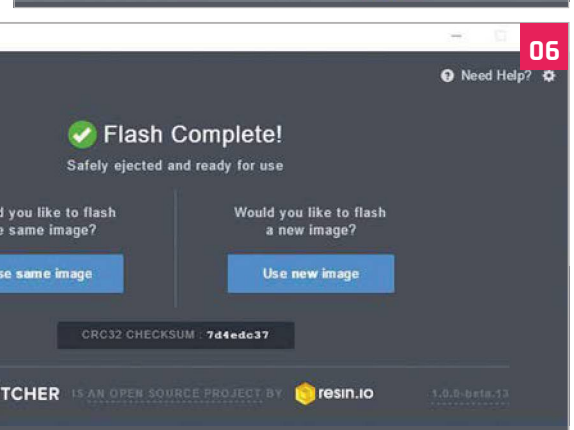 06
Need Help?
Flash Complete!
Safely ejected and ready for use
d you like to flash
e same image?
Would you like to flash
a new image?
se same image
Use new image
CRC32 CHECKSUM : 7d4edc37
TCHER IS AN OPEN SOURCE PROJECT BY resin.io
1.0.0-beta.13